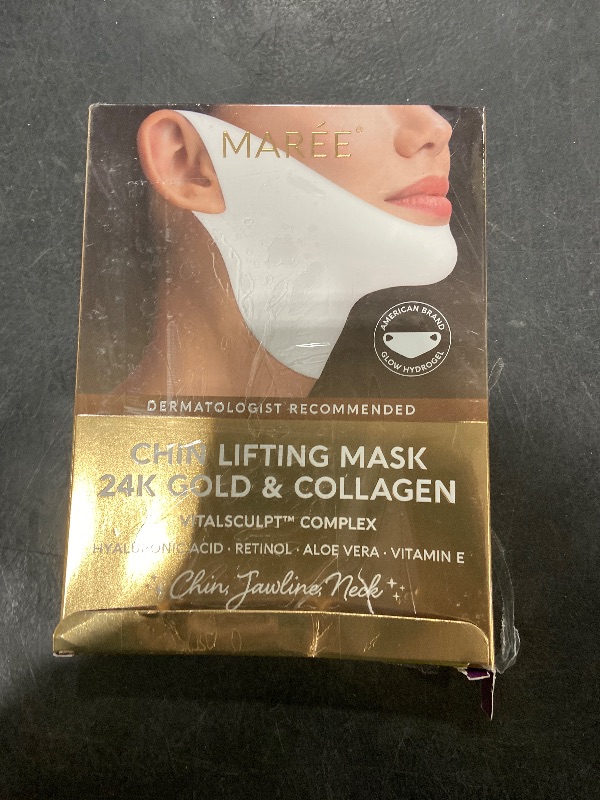 MARÉE®
AMERICAN BRAND
GLOW HYDROGEL
DERMATOLOGIST RECOMMENDED
CHIN LIFTING MASK
24K GOLD & COLLAGEN
VITALSCULPT™ COMPLEX
HYALURONIC ACID · RETINOL · ALOE VERA · VITAMIN E
Chin, Jawline, Neck